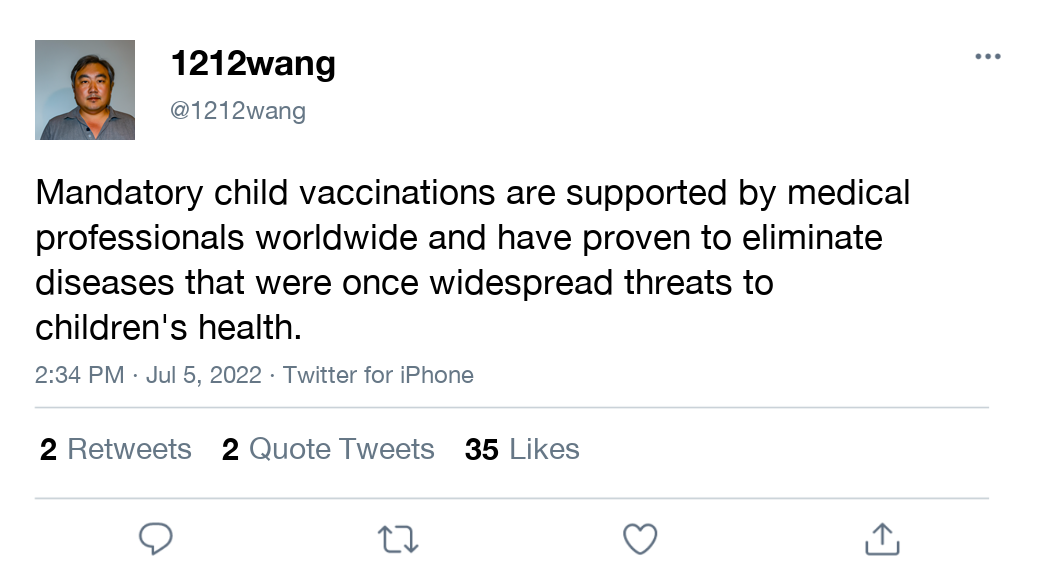 1212wang
@1212wang
Mandatory child vaccinations are supported by medical
professionals worldwide and have proven to eliminate
diseases that were once widespread threats to
children's health.
2:34 PM · Jul 5, 2022 · Twitter for iPhone
2 Retweets 2 Quote Tweets 35 Likes